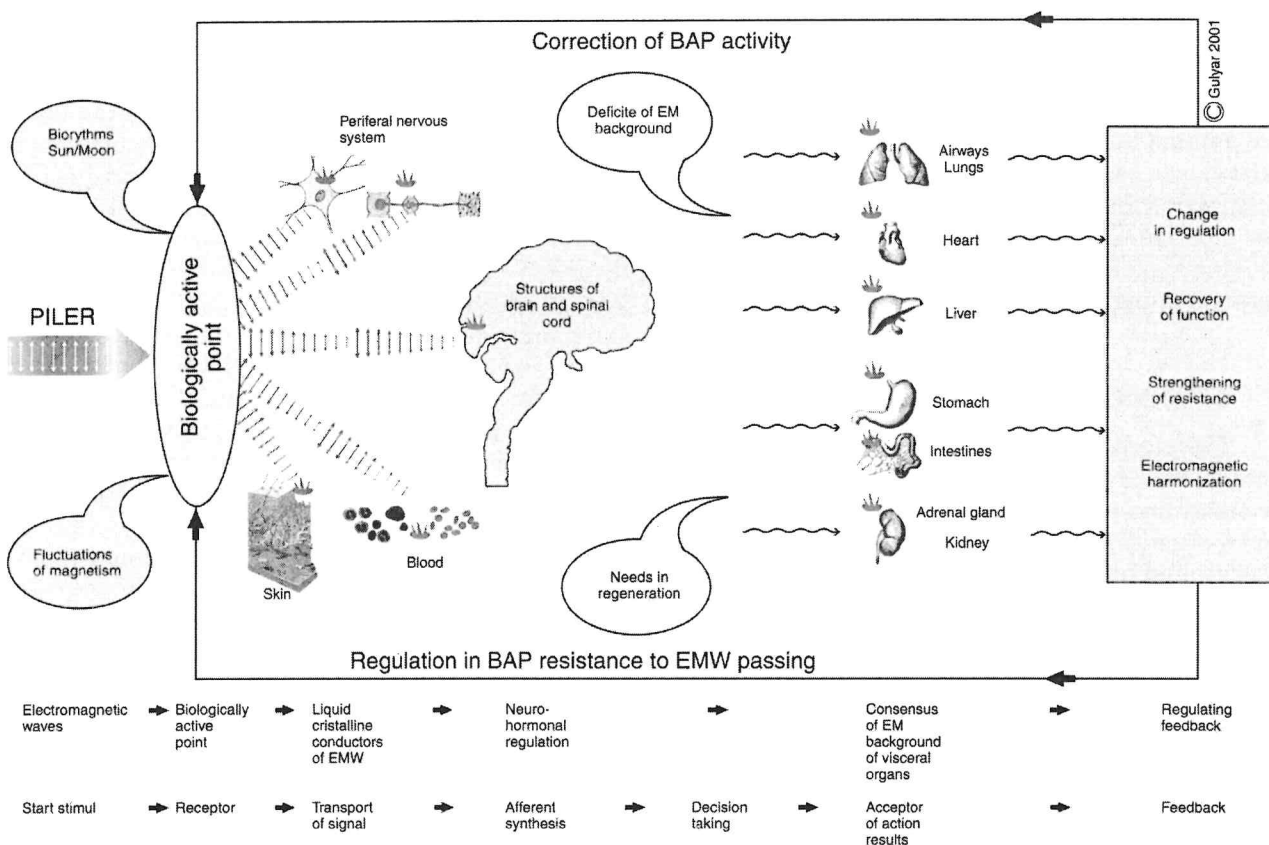 Correction of BAP activity
© Gulyar 2001
Biorythms
Sun/Moon
Periferal nervous
system
Deficite of EM
background
Airways
Lungs
Heart
Liver
Stomach
Intestines
Adrenal gland
Kidney
Change
in regulation
Recovery
of function
Strengthening
of resistance
Electromagnetic
harmonization
PILER
Biologically active
point
Structures of
brain and spinal
cord
Fluctuations
of magnetism
Skin
Blood
Needs in
regeneration
Regulation in BAP resistance to EMW passing
Electromagnetic
waves
Biologically
active
point
Liquid
cristalline
conductors
of EMW
Neuro-
hormonal
regulation
Consensus
of EM
background
of visceral
organs
Regulating
feedback
Start stimul
Receptor
Transport
of signal
Afferent
synthesis
Decision
taking
Acceptor
of action
results
Feedback